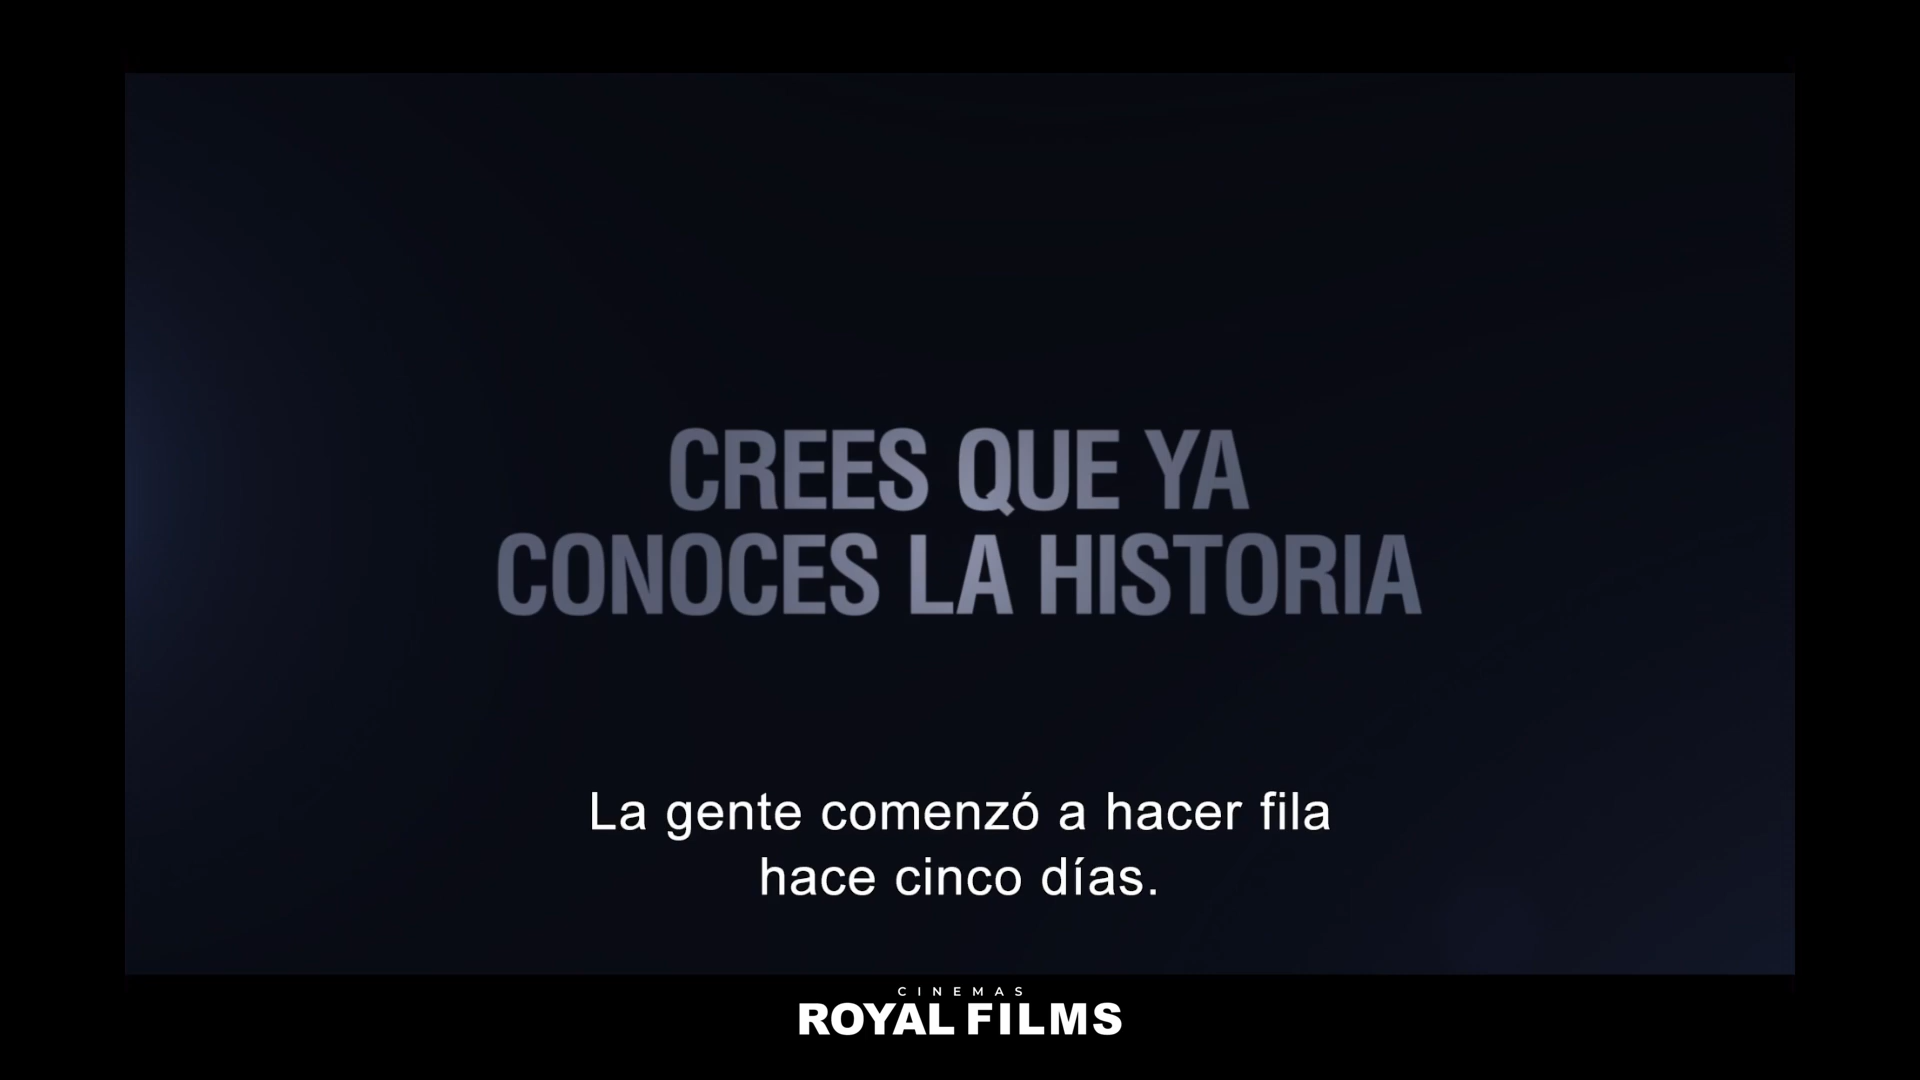 CREES QUE YA
CONOCES LA HISTORIA
La gente comenzó a hacer fila
hace cinco días.
CINEMAS
ROYAL FILMS